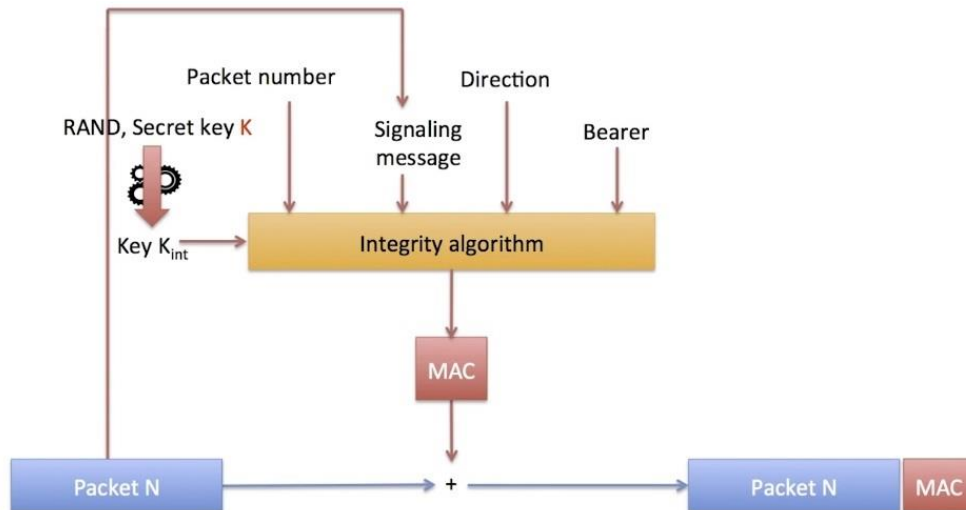 Packet number
Direction
RAND, Secret key K
Signaling
message
Bearer
Key Kint
Integrity algorithm
MAC
Packet N
+
Packet N
MAC